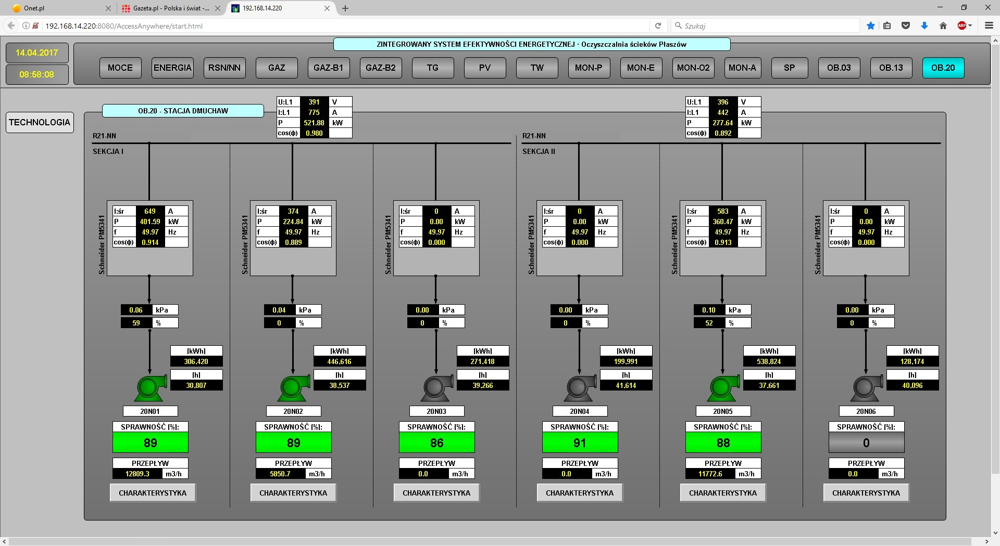 Onet.pl
Gazeta.pl - Polska i świat -...
192.168.14.220
192.168.14.220:8080/AccessAnywhere/start.html
Szukaj
ABP
14.04.2017
08:58:08
ZINTEGROWANY SYSTEM EFEKTYWNOŚCI ENERGETYCZNEJ · Oczyszczalnia ścieków Płaszów
MOCE ENERGIA RSN/NN GAZ GAZ-B1 GAZ-B2 TG PV TW MON-P MON-E MON-O2 MON-A SP OB.03 OB.13 OB.20
TECHNOLOGIA
OB.20 - STACJA DMUCHAW
U:L1 391 V
I:L1 775 A
P 521.88 kW
cos(ϕ) 0.980
U:L1 396 V
I:L1 442 A
P 277.64 kW
cos(ϕ) 0.892
R21-NN
SEKCJA I
R21-NN
SEKCJA II
Schneider PM5341
I:śr 649 A
P 401.59 kW
f 49.97 Hz
cos(ϕ) 0.914
0.06 kPa
59 %
[kWh]
306,420
[h]
30,807
20N01
SPRAWNOŚĆ [%]:
89
PRZEPŁYW
12809.3 m3/h
CHARAKTERYSTYKA
Schneider PM5341
I:śr 374 A
P 224.84 kW
f 49.97 Hz
cos(ϕ) 0.889
0.04 kPa
0 %
[kWh]
446,616
[h]
38,537
20N02
SPRAWNOŚĆ [%]:
89
PRZEPŁYW
5850.7 m3/h
CHARAKTERYSTYKA
Schneider PM5341
I:śr 0 A
P 0.00 kW
f 49.97 Hz
cos(ϕ) 0.000
0.00 kPa
0 %
[kWh]
271,418
[h]
39,266
20N03
SPRAWNOŚĆ [%]:
86
PRZEPŁYW
0.0 m3/h
CHARAKTERYSTYKA
Schneider PM5341
I:śr 0 A
P 0.00 kW
f 49.97 Hz
cos(ϕ) 0.000
0.00 kPa
0 %
[kWh]
199,991
[h]
41,614
20N04
SPRAWNOŚĆ [%]:
91
PRZEPŁYW
0.0 m3/h
CHARAKTERYSTYKA
Schneider PM5341
I:śr 583 A
P 360.47 kW
f 49.97 Hz
cos(ϕ) 0.913
0.10 kPa
52 %
[kWh]
538,824
[h]
37,661
20N05
SPRAWNOŚĆ [%]:
88
PRZEPŁYW
11772.6 m3/h
CHARAKTERYSTYKA
Schneider PM5341
I:śr 0 A
P 0.00 kW
f 49.97 Hz
cos(ϕ) 0.000
0.00 kPa
0 %
[kWh]
128,174
[h]
40,096
20N06
SPRAWNOŚĆ [%]:
0
PRZEPŁYW
0.0 m3/h
CHARAKTERYSTYKA